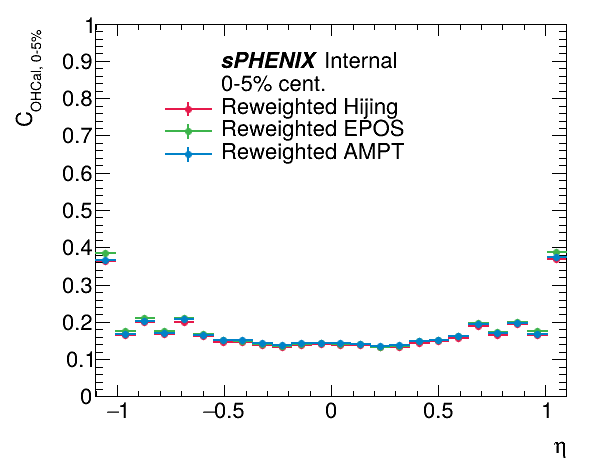 C_OHCal, 0-5%
1
0.9
0.8
0.7
0.6
0.5
0.4
0.3
0.2
0.1
0
sPHENIX Internal
0-5% cent.
Reweighted Hijing
Reweighted EPOS
Reweighted AMPT
−1 −0.5 0 0.5 1
η